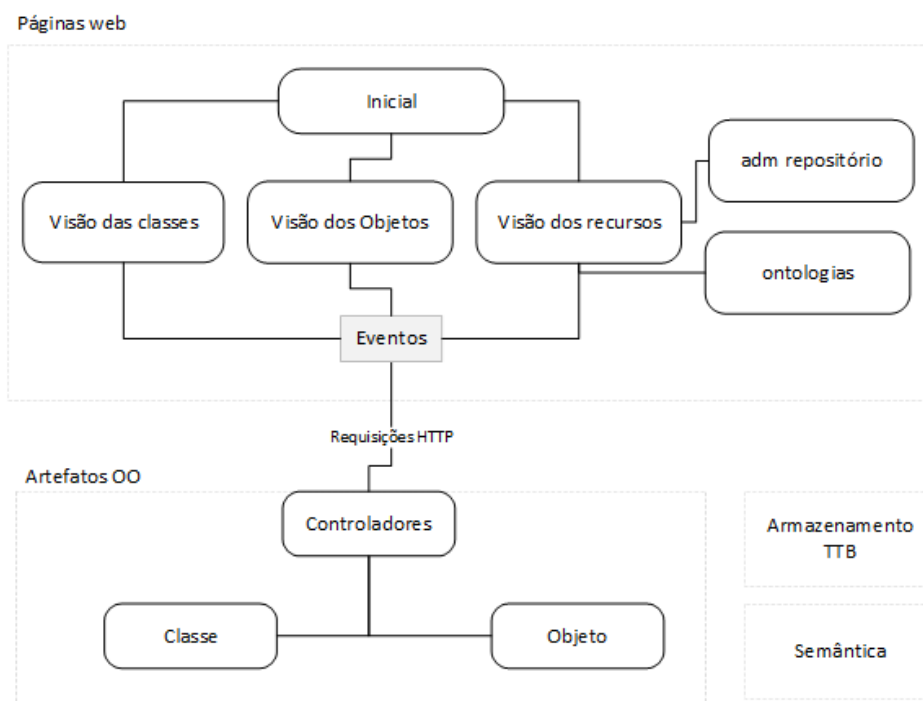 Páginas web
Inicial
adm repositório
Visão das classes
Visão dos Objetos
Visão dos recursos
ontologias
Eventos
Requisições HTTP
Artefatos OO
Controladores
Armazenamento
TTB
Classe
Objeto
Semântica